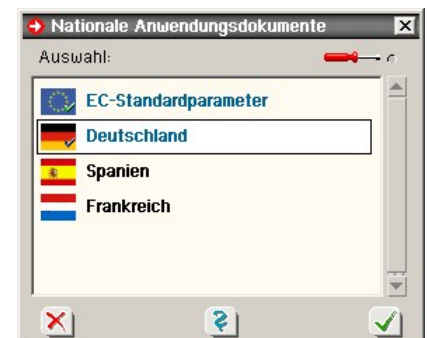 Nationale Anwendungsdokumente
Auswahl:
EC-Standardparameter
Deutschland
Spanien
Frankreich